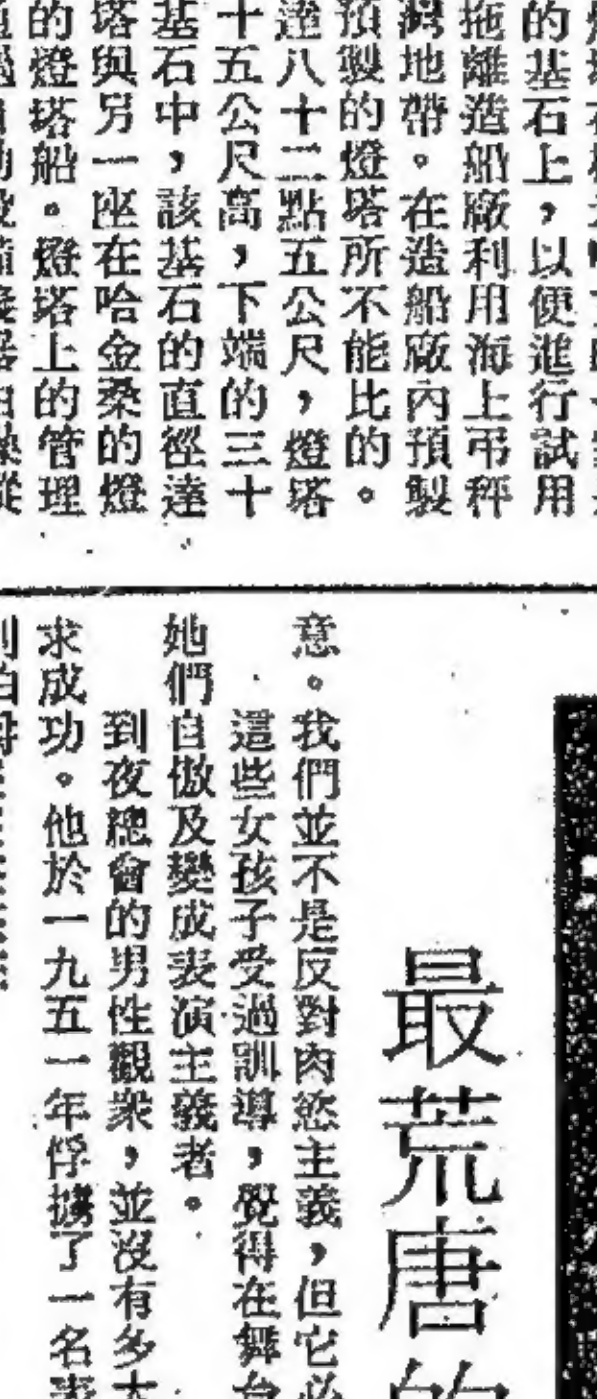 的基石上，以便進行試用
拖離造船廠利用海上吊秤
灣地帶。在造船廠內預製
預製的燈塔所不能比的。
達八十二點五公尺，燈塔
十五公尺高，下端的三十
基石中，該基石的直徑達
塔與另一座在哈金桑的燈
的燈塔船。燈塔上的管理
最荒唐的
意。我們並不是反對肉慾主義，但它必
這些女孩子受過訓導，覺得在舞台
她們自傲及變成表演主義者。
到夜總會的男性觀衆，並沒有多大
求成功。他於一九五一年俘擄了一名